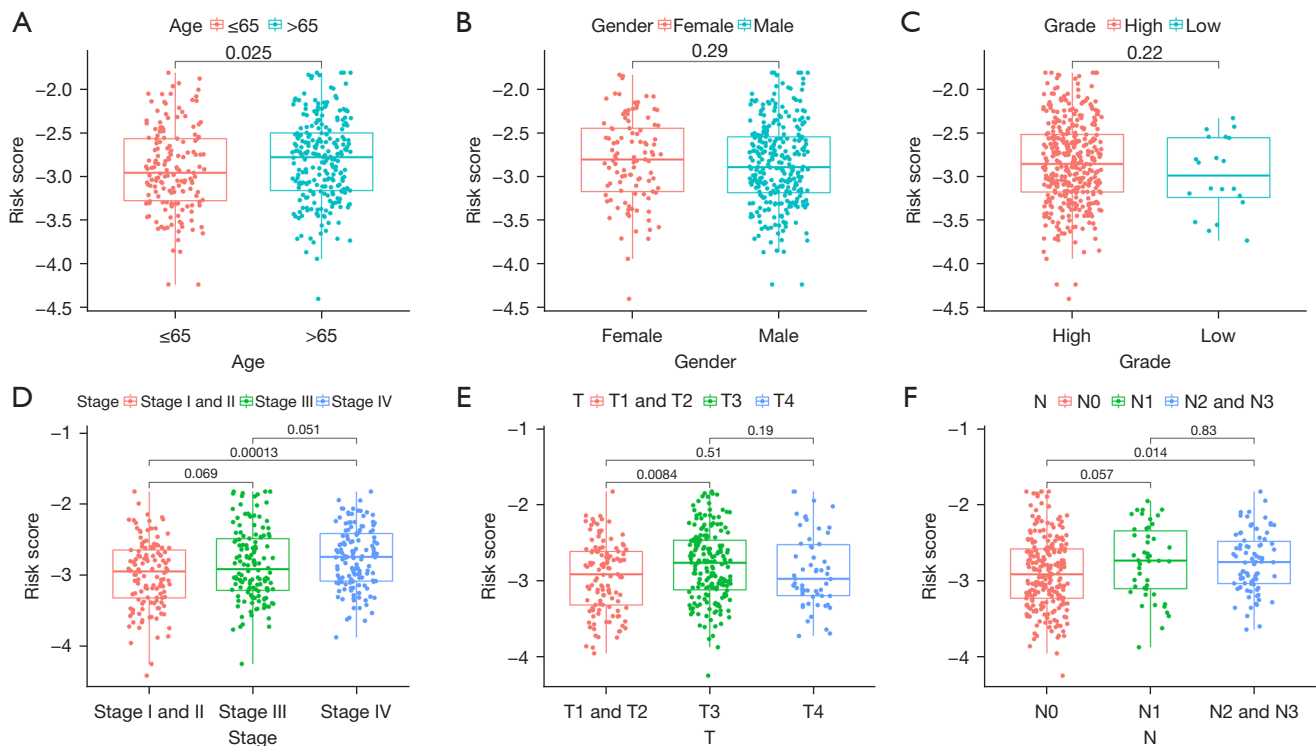 A
Age ≤65 >65
0.025
Risk score
−2.0
−2.5
−3.0
−3.5
−4.0
−4.5
≤65 >65
Age
B
Gender Female Male
0.29
Risk score
−2.0
−2.5
−3.0
−3.5
−4.0
−4.5
Female Male
Gender
C
Grade High Low
0.22
Risk score
−2.0
−2.5
−3.0
−3.5
−4.0
−4.5
High Low
Grade
D
Stage Stage I and II Stage III Stage IV
0.051
0.00013
0.069
Risk score
−1
−2
−3
−4
Stage I and II Stage III Stage IV
Stage
E
T T1 and T2 T3 T4
0.19
0.51
0.0084
Risk score
−1
−2
−3
−4
T1 and T2 T3 T4
T
F
N N0 N1 N2 and N3
0.83
0.014
0.057
Risk score
−1
−2
−3
−4
N0 N1 N2 and N3
N